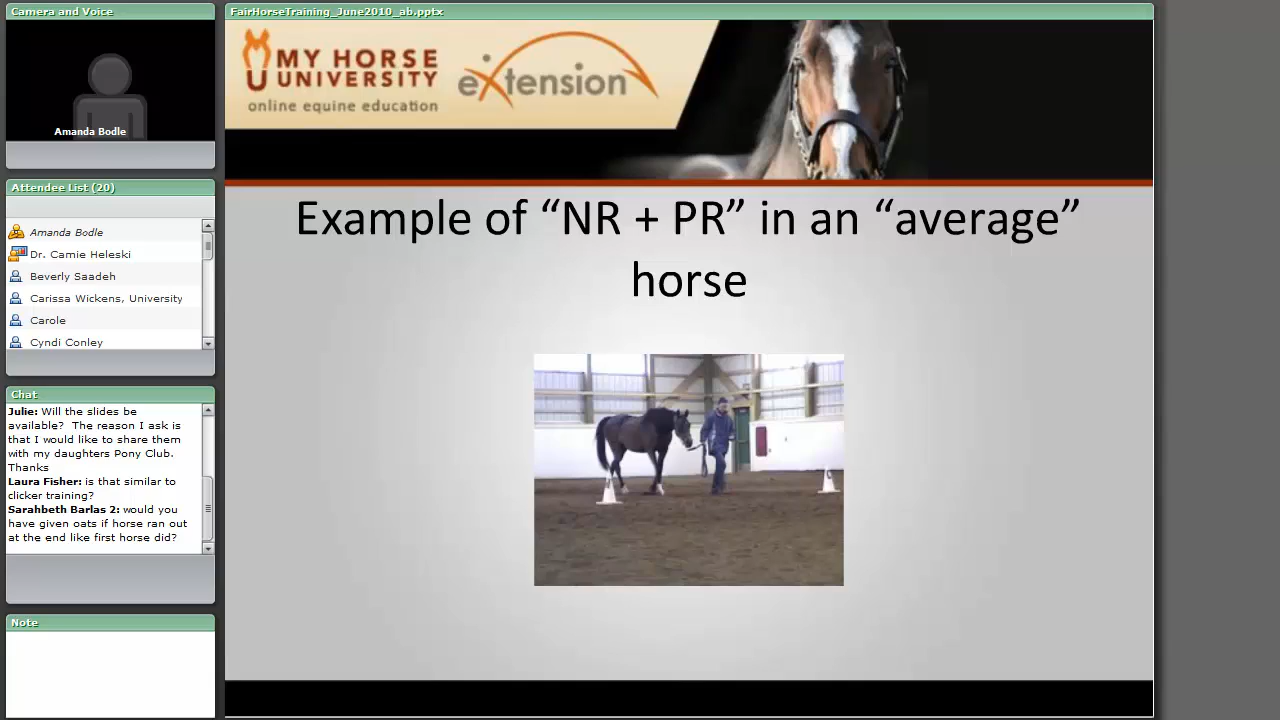 Camera and Voice
Amanda Bodle
Attendee List (20)
Amanda Bodle
Dr. Camie Heleski
Beverly Saadeh
Carissa Wickens, University
Carole
Cyndi Conley
Chat
Julie: Will the slides be
available? The reason I ask is
that I would like to share them
with my daughters Pony Club.
Thanks
Laura Fisher: is that similar to
clicker training?
Sarahbeth Barlas 2: would you
have given oats if horse ran out
at the end like first horse did?
Note
FairHorseTraining_June2010_ab.pptx
MY HORSE
UNIVERSITY
online equine education
eXtension
Example of “NR + PR” in an “average”
horse